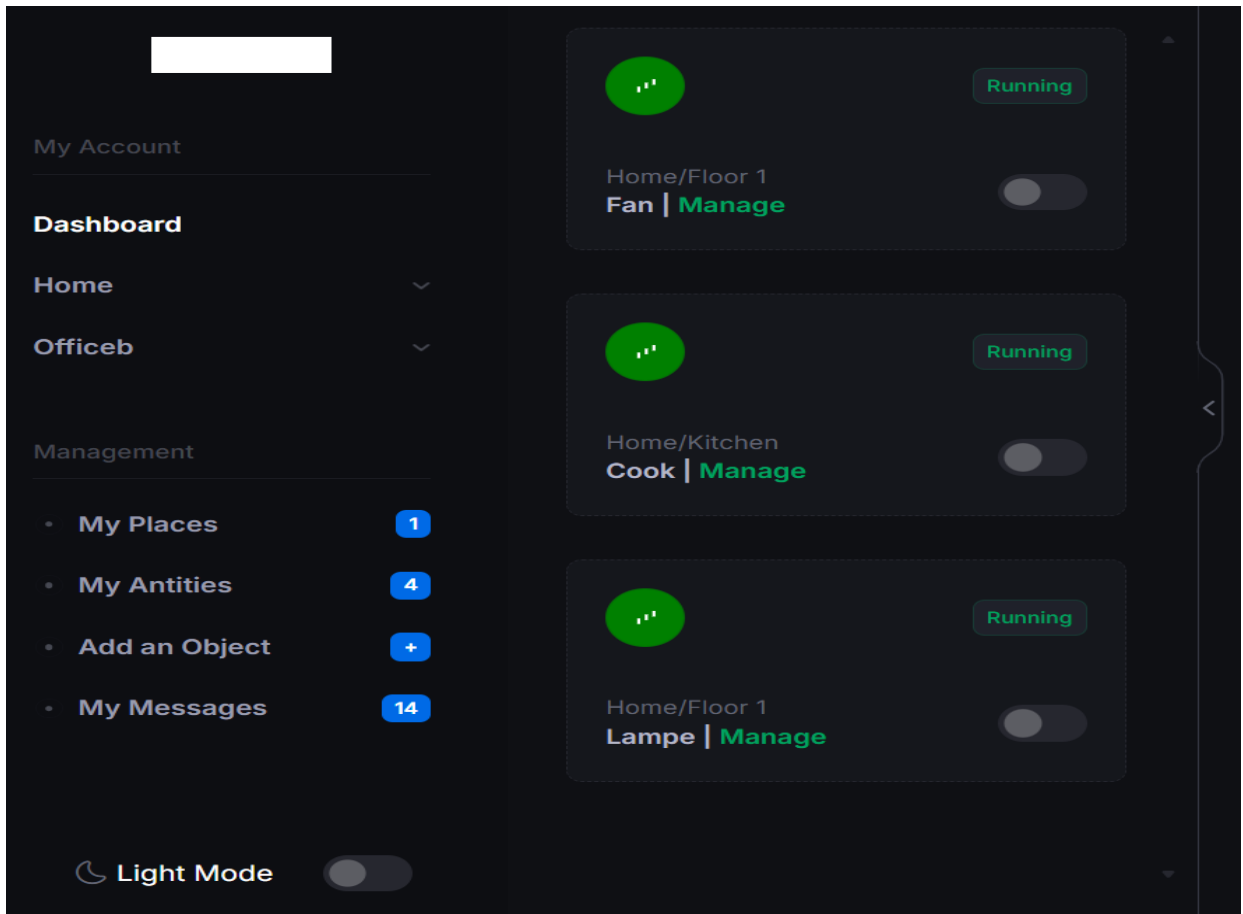 My Account
Dashboard
Home
Officeb
Management
My Places 1
My Antities 4
Add an Object +
My Messages 14
Light Mode
Running
Home/Floor 1
Fan | Manage
Running
Home/Kitchen
Cook | Manage
Running
Home/Floor 1
Lampe | Manage